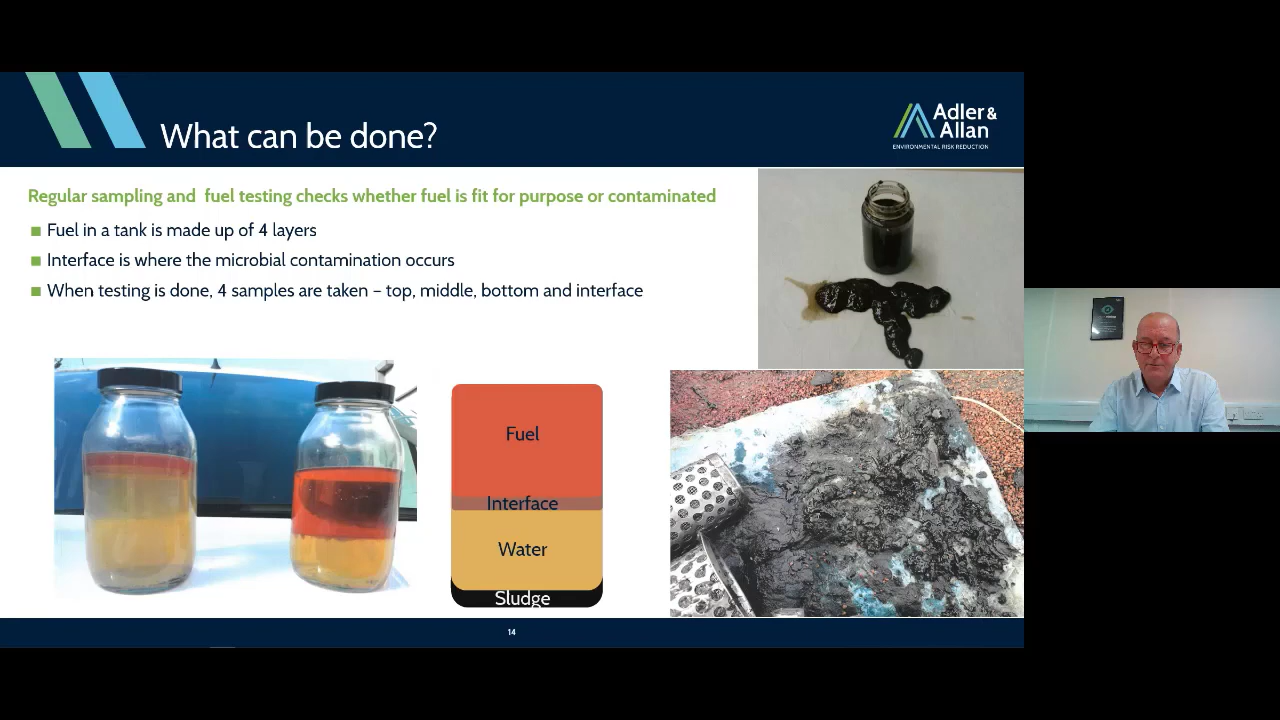 What can be done?
Adler &
Allan
ENVIRONMENTAL RISK REDUCTION
Regular sampling and fuel testing checks whether fuel is fit for purpose or contaminated
Fuel in a tank is made up of 4 layers
Interface is where the microbial contamination occurs
When testing is done, 4 samples are taken – top, middle, bottom and interface
Fuel
Interface
Water
Sludge
14